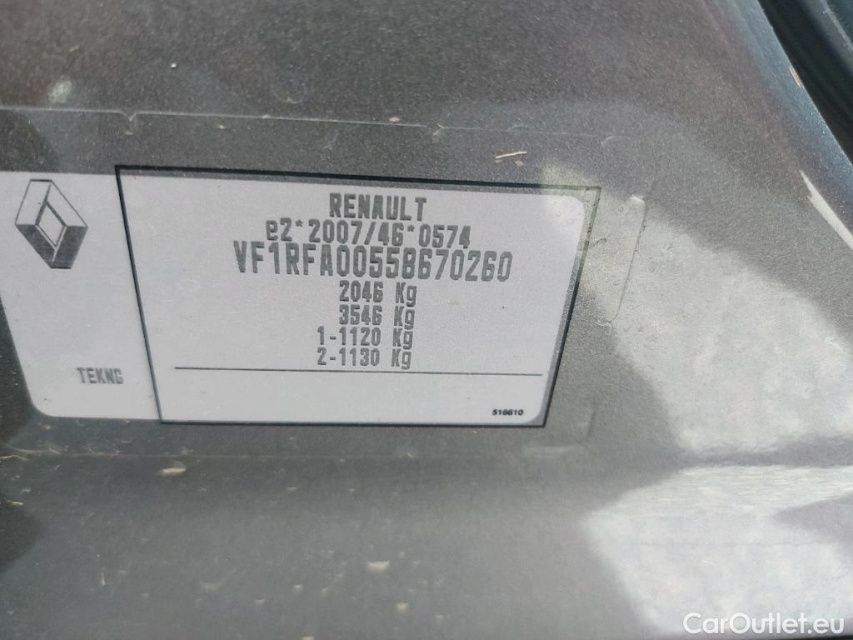 RENAULT
e2*2007/46*0574
VF1RFA00558670260
2046 Kg
3546 Kg
1-1120 Kg
2-1130 Kg
TEKNG
516610
CarOutlet.eu